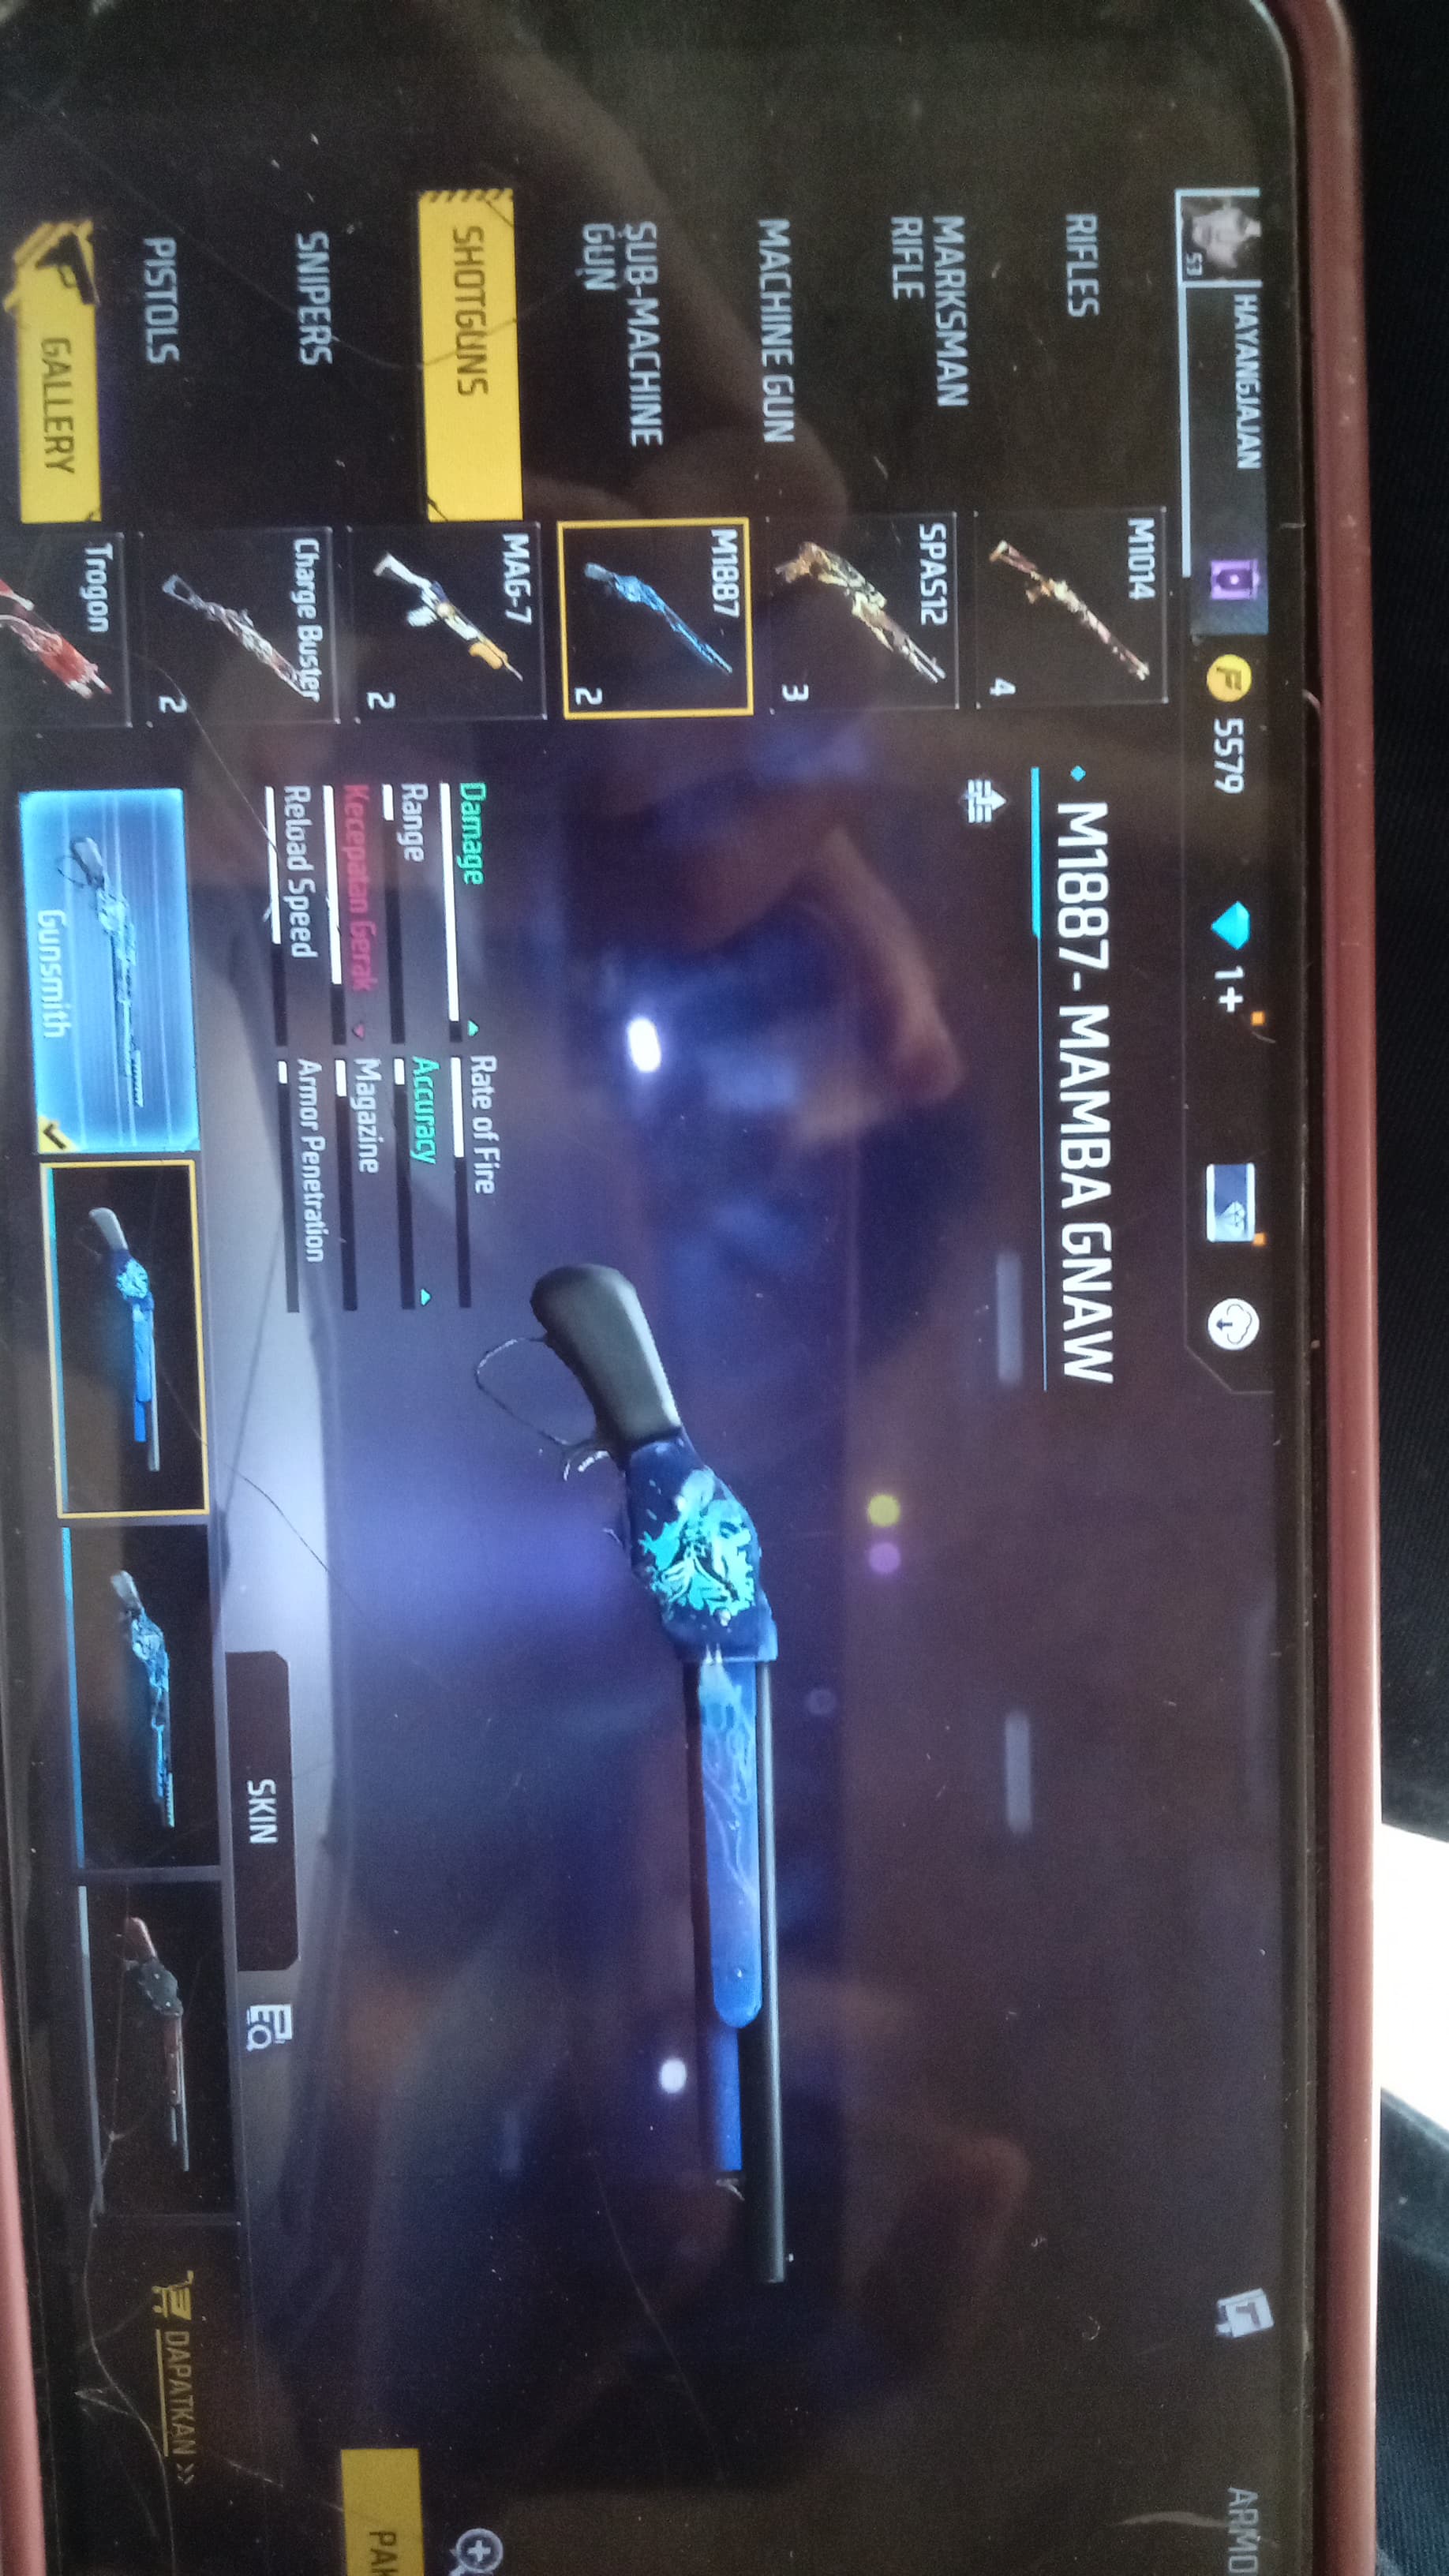 HAYANGJAJAN
53
5579
1+
ARMO
RIFLES
MARKSMAN
RIFLE
MACHINE GUN
SUB-MACHINE
GUN
SHOTGUNS
SNIPERS
PISTOLS
GALLERY
M1014
4
SPAS12
3
M1887
2
MAG-7
2
Charge Buster
2
Trogon
M1887- MAMBA GNAW
Damage
Rate of Fire
Range
Accuracy
Kecepatan Gerak
Magazine
Reload Speed
Armor Penetration
SKIN
Gunsmith
DAPATKAN >>
PAK